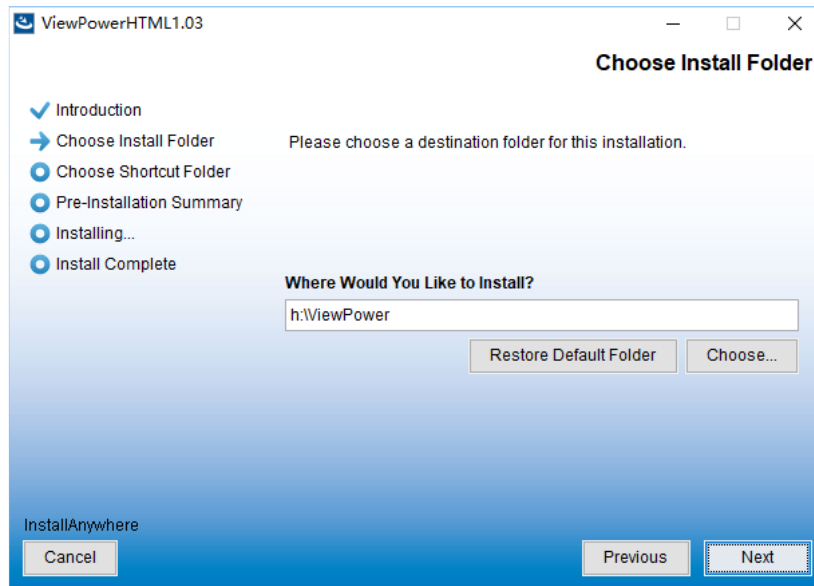 ViewPowerHTML1.03
Choose Install Folder
Introduction
Choose Install Folder
Please choose a destination folder for this installation.
Choose Shortcut Folder
Pre-Installation Summary
Installing...
Install Complete
Where Would You Like to Install?
h:\ViewPower
Restore Default Folder
Choose...
InstallAnywhere
Cancel
Previous
Next